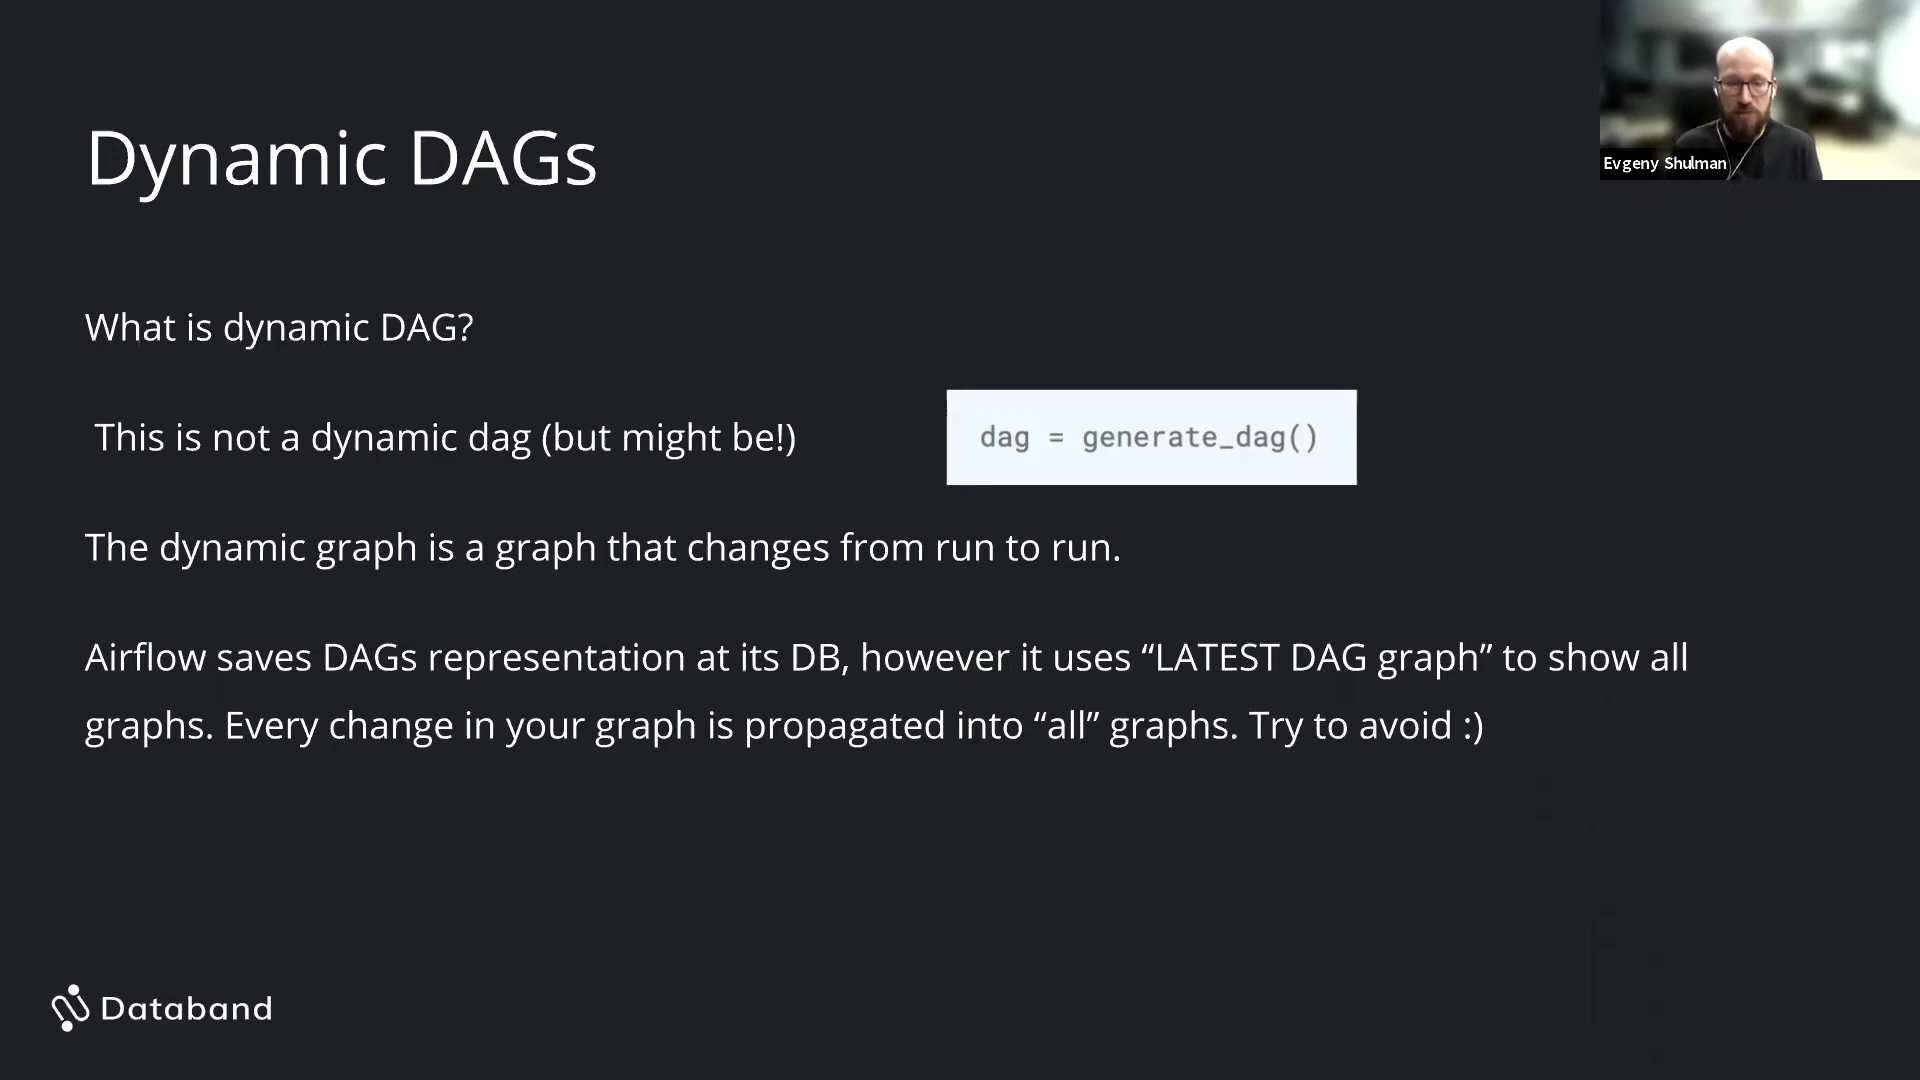 Dynamic DAGs
Evgeny Shulman
What is dynamic DAG?
This is not a dynamic dag (but might be!)
dag = generate_dag()
The dynamic graph is a graph that changes from run to run.
Airflow saves DAGs representation at its DB, however it uses “LATEST DAG graph” to show all
graphs. Every change in your graph is propagated into “all” graphs. Try to avoid :)
Databand